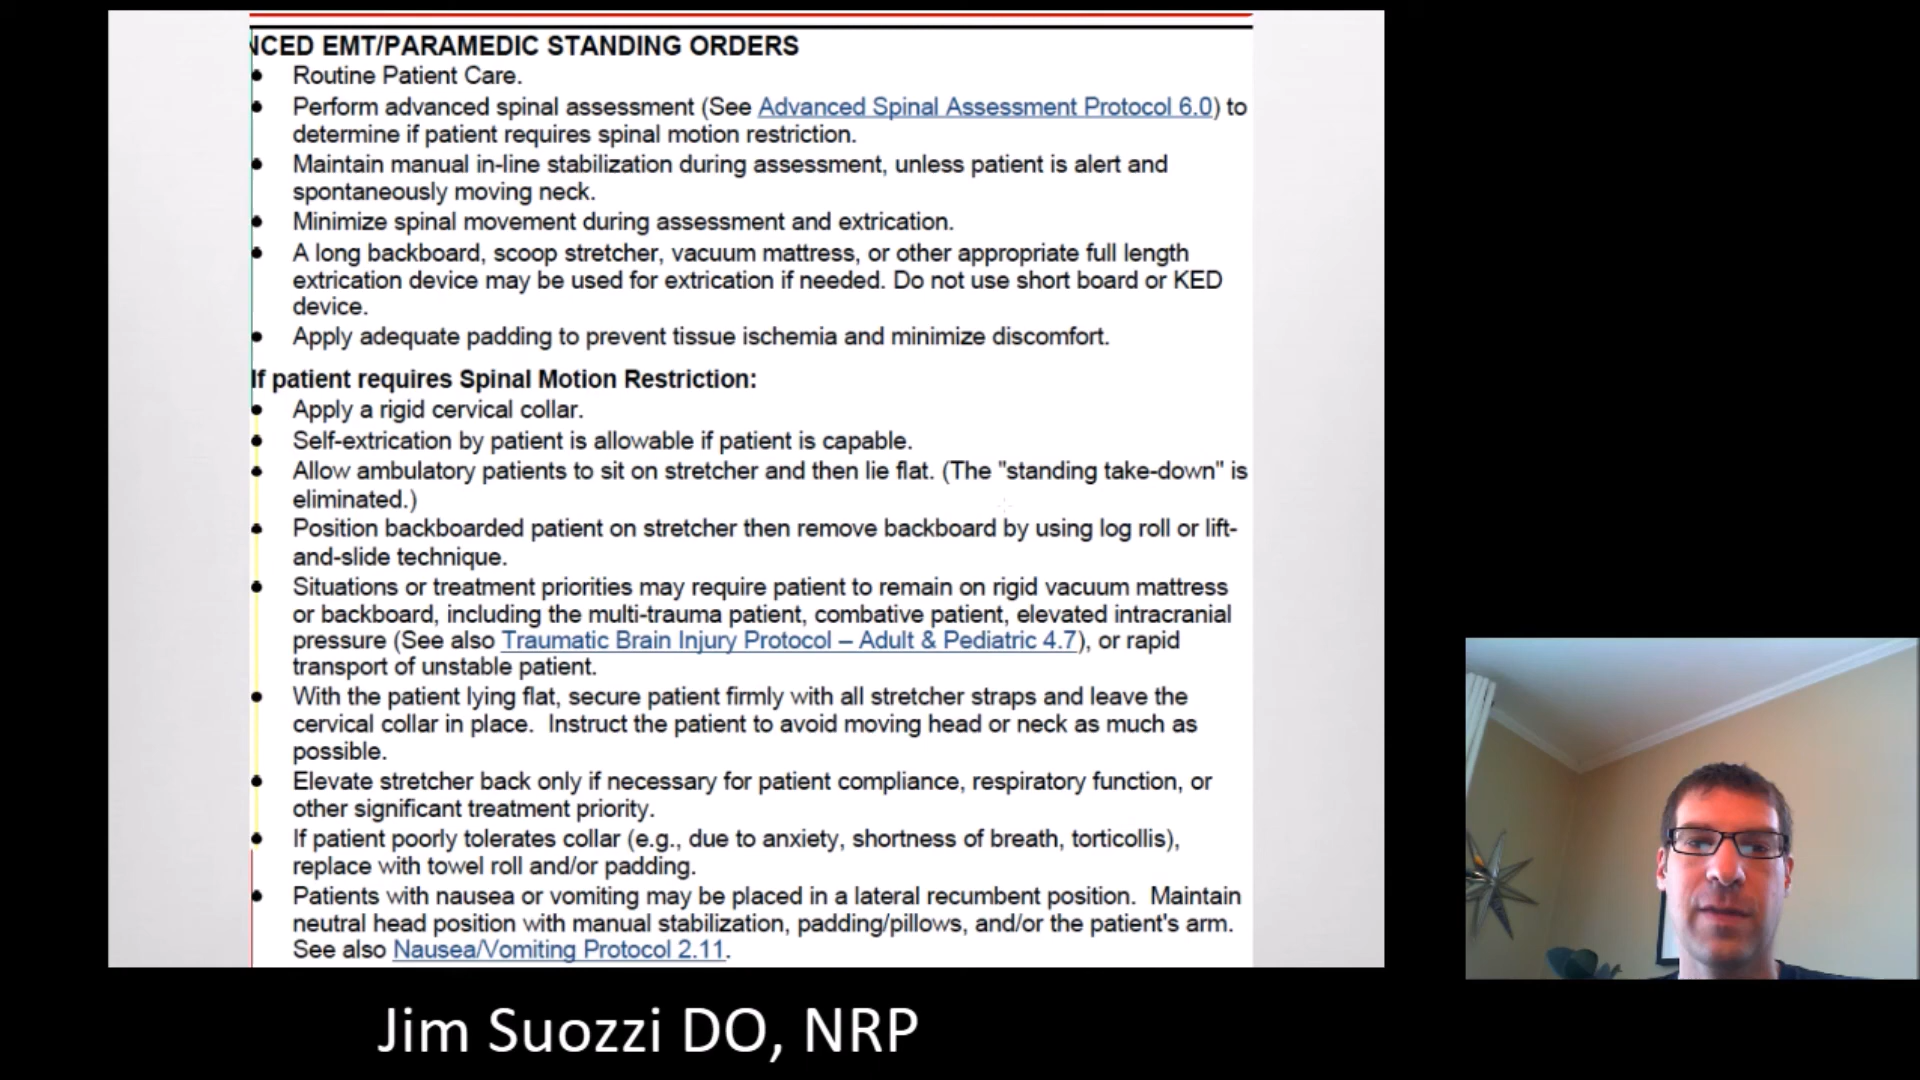 NCED EMT/PARAMEDIC STANDING ORDERS
• Routine Patient Care.
• Perform advanced spinal assessment (See Advanced Spinal Assessment Protocol 6.0) to
determine if patient requires spinal motion restriction.
• Maintain manual in-line stabilization during assessment, unless patient is alert and
spontaneously moving neck.
• Minimize spinal movement during assessment and extrication.
• A long backboard, scoop stretcher, vacuum mattress, or other appropriate full length
extrication device may be used for extrication if needed. Do not use short board or KED
device.
• Apply adequate padding to prevent tissue ischemia and minimize discomfort.
If patient requires Spinal Motion Restriction:
• Apply a rigid cervical collar.
• Self-extrication by patient is allowable if patient is capable.
• Allow ambulatory patients to sit on stretcher and then lie flat. (The "standing take-down" is
eliminated.)
• Position backboarded patient on stretcher then remove backboard by using log roll or lift-
and-slide technique.
• Situations or treatment priorities may require patient to remain on rigid vacuum mattress
or backboard, including the multi-trauma patient, combative patient, elevated intracranial
pressure (See also Traumatic Brain Injury Protocol – Adult & Pediatric 4.7), or rapid
transport of unstable patient.
• With the patient lying flat, secure patient firmly with all stretcher straps and leave the
cervical collar in place. Instruct the patient to avoid moving head or neck as much as
possible.
• Elevate stretcher back only if necessary for patient compliance, respiratory function, or
other significant treatment priority.
• If patient poorly tolerates collar (e.g., due to anxiety, shortness of breath, torticollis),
replace with towel roll and/or padding.
• Patients with nausea or vomiting may be placed in a lateral recumbent position. Maintain
neutral head position with manual stabilization, padding/pillows, and/or the patient's arm.
See also Nausea/Vomiting Protocol 2.11.
Jim Suozzi DO, NRP